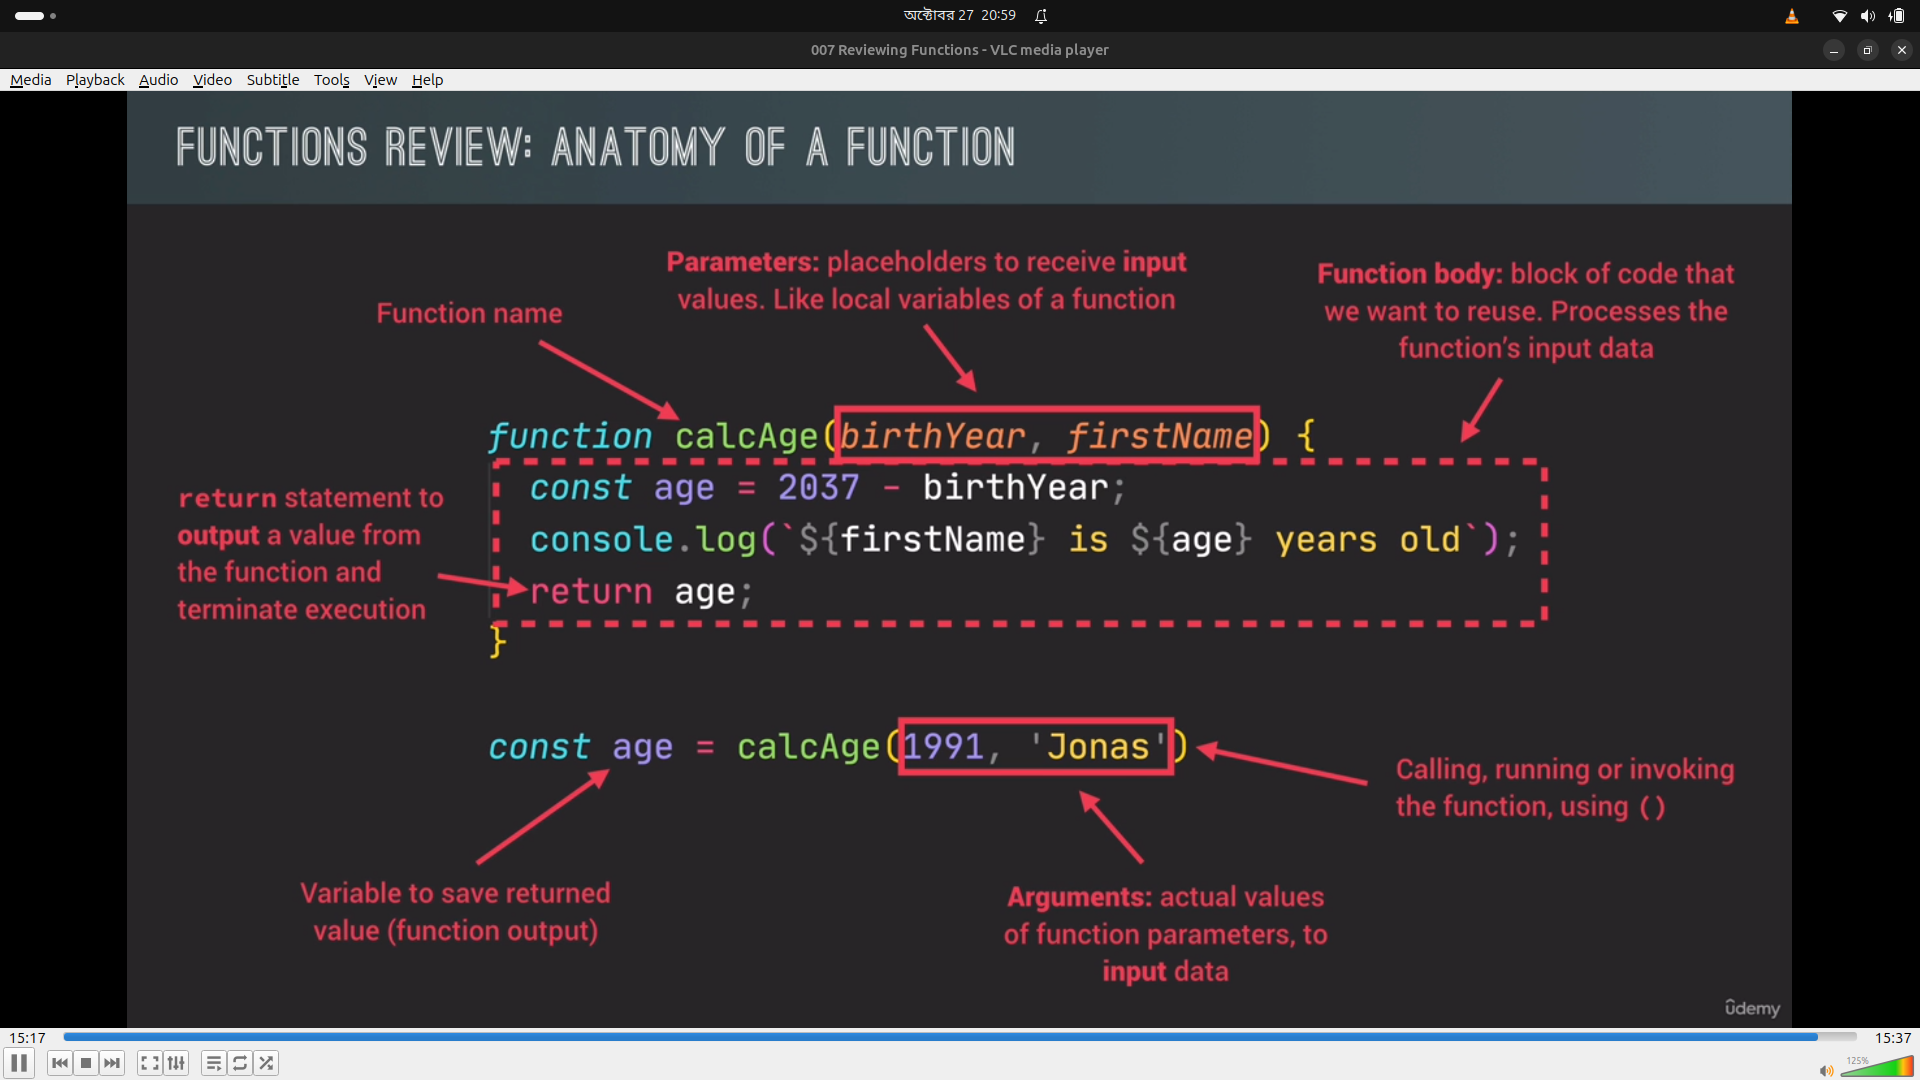 অক্টোবর 27 20:59
007 Reviewing Functions - VLC media player
Media Playback Audio Video Subtitle Tools View Help
FUNCTIONS REVIEW: ANATOMY OF A FUNCTION
Parameters: placeholders to receive input
values. Like local variables of a function
Function name
Function body: block of code that
we want to reuse. Processes the
function’s input data
function calcAge(birthYear, firstName) {
const age = 2037 - birthYear;
console.log(`${firstName} is ${age} years old`);
return age;
}
return statement to
output a value from
the function and
terminate execution
const age = calcAge(1991, 'Jonas')
Calling, running or invoking
the function, using ()
Variable to save returned
value (function output)
Arguments: actual values
of function parameters, to
input data
ûdemy
15:17
15:37
125%